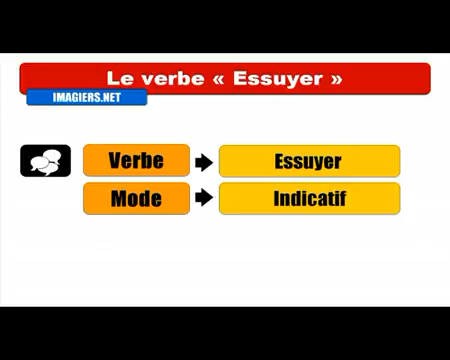 Le verbe « Essuyer »
IMAGIERS.NET
Verbe Essuyer
Mode Indicatif